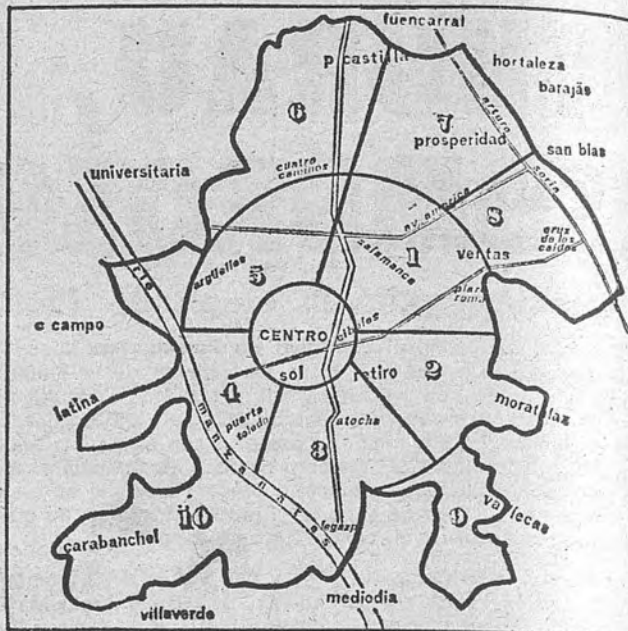 fuencarral
p castilla
hortaleza
barajas
6
7
prosperidad
arturo
soria
san blas
cuatro
caminos
universitaria
av. america
8
cruz
de los
caidos
1
salamanca
ventas
argüelles
5
plaza
roma
rio
manzanares
c campo
CENTRO
cibeles
sol
retiro
2
4
latina
puerta
toledo
atocha
moratalaz
3
10
legazpi
9
vallecas
carabanchel
villaverde
mediodia